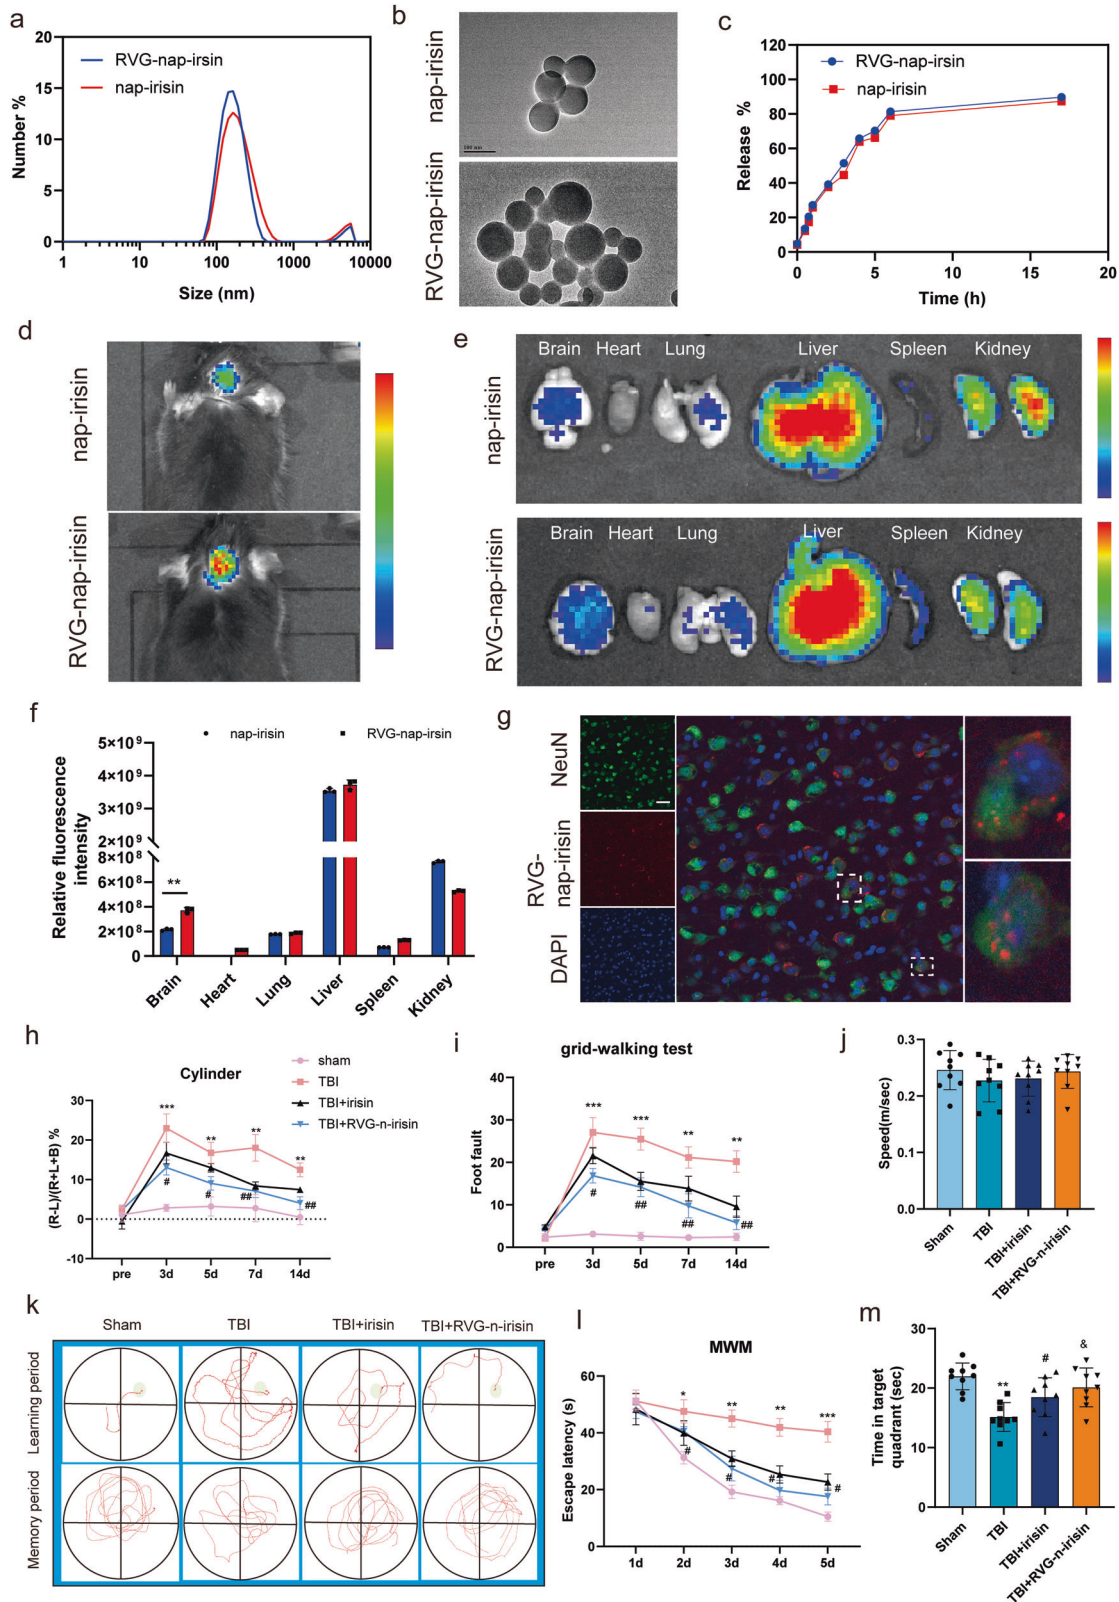 a
20
15
10
5
0
Number %
RVG-nap-irsin
nap-irisin
1
10
100
1000
10000
Size (nm)
b
nap-irisin
RVG-nap-irisin
c
120
100
80
60
40
20
0
Release %
RVG-nap-irsin
nap-irisin
0
5
10
15
20
Time (h)
d
nap-irisin
RVG-nap-irisin
e
nap-irisin
Brain Heart Lung Liver Spleen Kidney
RVG-nap-irisin
Brain Heart Lung Liver Spleen Kidney
f
nap-irisin
RVG-nap-irsin
Relative fluorescence
intensity
5×10⁹
4×10⁹
3×10⁹
2×10⁹
8×10⁸
6×10⁸
4×10⁸
2×10⁸
0
**
Brain
Heart
Lung
Liver
Spleen
Kidney
g
NeuN
RVG-
nap-irisin
DAPI
h
Cylinder
sham
TBI
TBI+irisin
TBI+RVG-n-irisin
(R-L)/(R+L+B) %
30
20
10
0
-10
***
**
**
**
#
#
##
##
pre
3d
5d
7d
14d
i
grid-walking test
Foot fault
40
30
20
10
0
***
***
**
**
#
##
##
##
pre
3d
5d
7d
14d
j
Speed(m/sec)
0.3
0.2
0.1
0.0
Sham
TBI
TBI+irisin
TBI+RVG-n-irisin
k
Sham
TBI
TBI+irisin
TBI+RVG-n-irisin
Learning period
Memory period
l
MWM
Escape latency (s)
60
40
20
0
*
**
**
***
#
#
#
#
1d
2d
3d
4d
5d
m
Time in target
quadrant (sec)
30
20
10
0
**
#
&
Sham
TBI
TBI+irisin
TBI+RVG-n-irisin